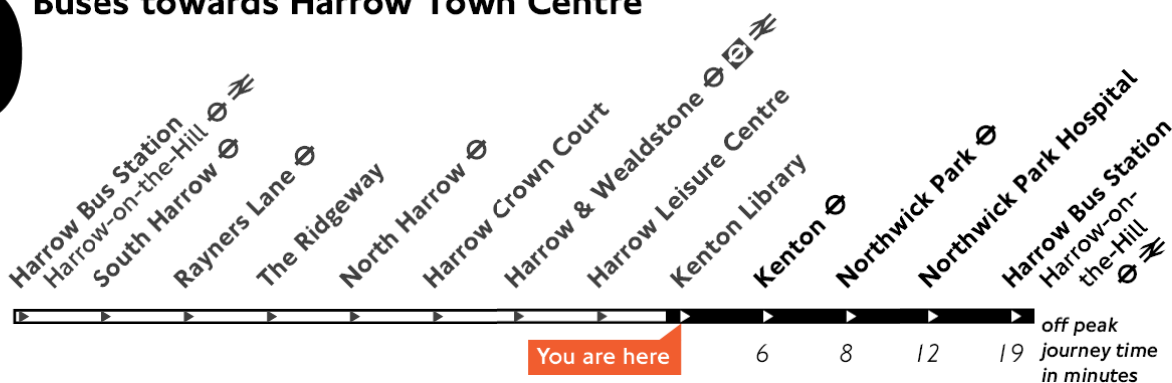 Buses towards Harrow Town Centre
Harrow Bus Station
Harrow-on-the-Hill
South Harrow
Rayners Lane
The Ridgeway
North Harrow
Harrow Crown Court
Harrow & Wealdstone
Harrow Leisure Centre
Kenton Library
Kenton
Northwick Park
Northwick Park Hospital
Harrow Bus Station
Harrow-on-
the-Hill
You are here
6 8 12 19
off peak
journey time
in minutes